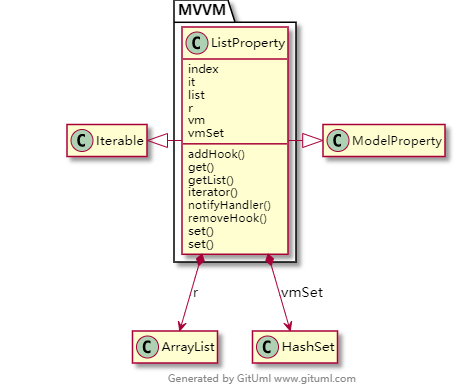 MVVM
C ListProperty
index
it
list
r
vm
vmSet
C Iterable
C ModelProperty
addHook()
get()
getList()
iterator()
notifyHandler()
removeHook()
set()
set()
r
vmSet
C ArrayList
C HashSet
Generated by GitUml www.gituml.com